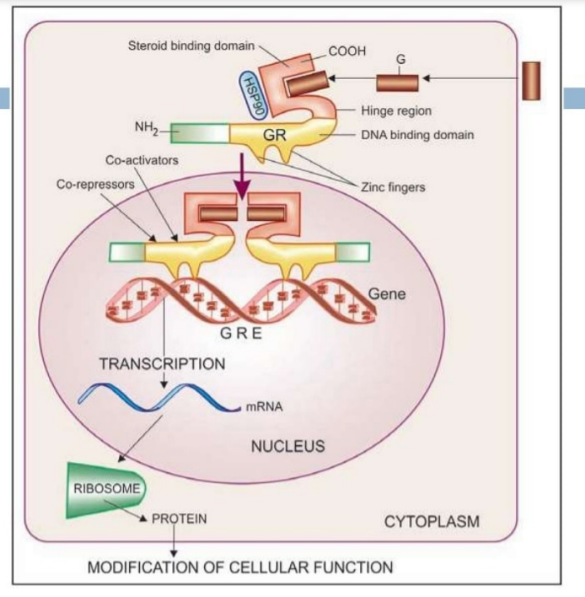 Steroid binding domain
COOH
G
HSP90
Hinge region
NH2
GR
DNA binding domain
Co-activators
Co-repressors
Zinc fingers
Gene
G R E
TRANSCRIPTION
mRNA
NUCLEUS
RIBOSOME
PROTEIN
CYTOPLASM
MODIFICATION OF CELLULAR FUNCTION